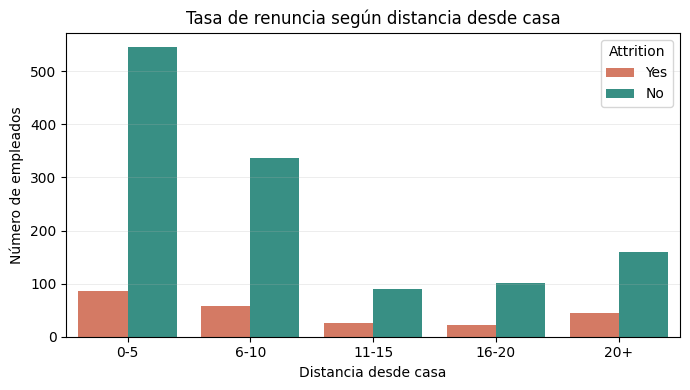 Tasa de renuncia según distancia desde casa
Número de empleados
500
400
300
200
100
0
Attrition
Yes
No
0-5
6-10
11-15
16-20
20+
Distancia desde casa